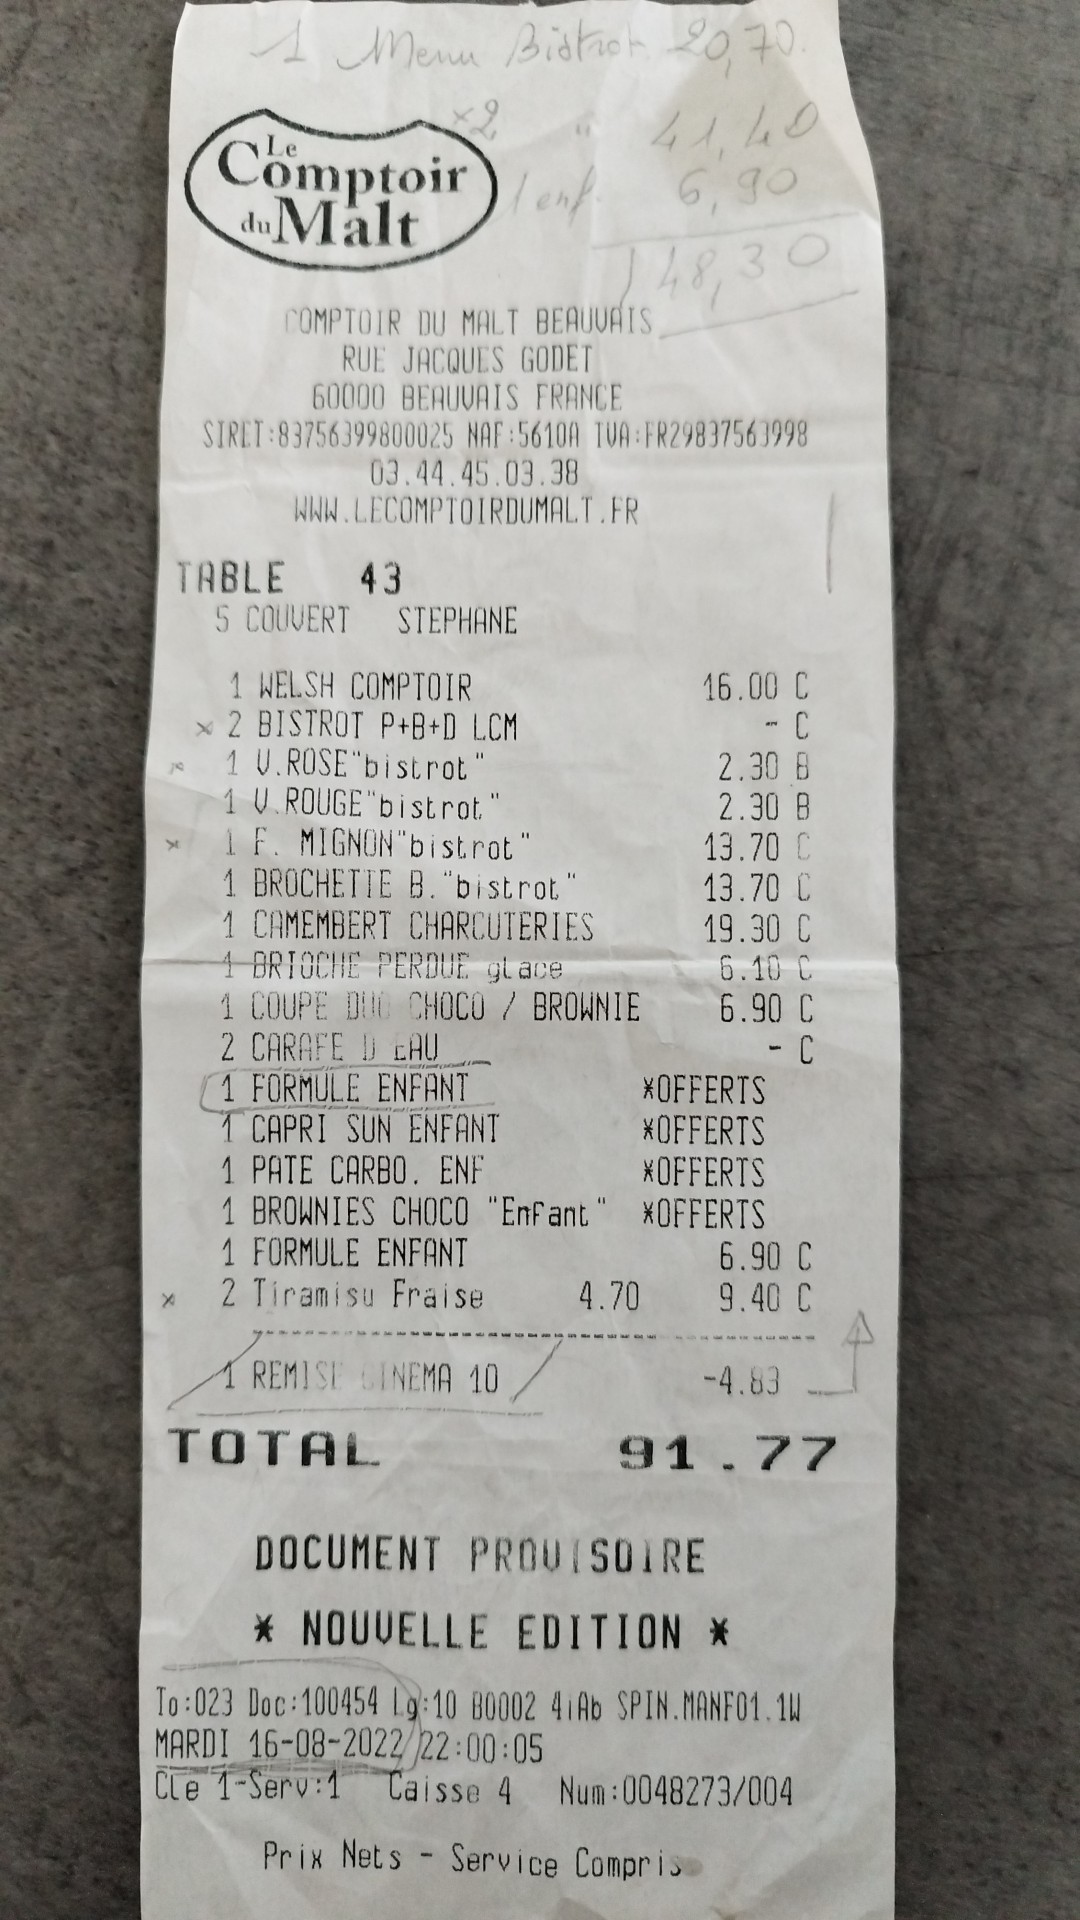 1 Menu Bistrot 20,70.
×2 " 41,40
1 enf. 6,90
48,30
Le
Comptoir
du Malt
COMPTOIR DU MALT BEAUVAIS
RUE JACQUES GODET
60000 BEAUVAIS FRANCE
SIRET:83756399800025 NAF:5610A TVA:FR29837563998
03.44.45.03.38
WWW.LECOMPTOIRDUMALT.FR
TABLE 43
5 COUVERT STEPHANE
1 WELSH COMPTOIR 16.00 C
× 2 BISTROT P+B+D LCM - C
× 1 V.ROSE"bistrot" 2.30 B
1 V.ROUGE"bistrot" 2.30 B
× 1 F. MIGNON"bistrot" 13.70 C
1 BROCHETTE B."bistrot" 13.70 C
1 CAMEMBERT CHARCUTERIES 19.30 C
1 BRIOCHE PERDUE glace 6.10 C
1 COUPE DUO CHOCO / BROWNIE 6.90 C
2 CARAFE D EAU - C
1 FORMULE ENFANT *OFFERTS
1 CAPRI SUN ENFANT *OFFERTS
1 PATE CARBO. ENF *OFFERTS
1 BROWNIES CHOCO "Enfant" *OFFERTS
1 FORMULE ENFANT 6.90 C
× 2 Tiramisu Fraise 4.70 9.40 C
1 REMISE CINEMA 10 -4.83
TOTAL 91.77
DOCUMENT PROVISOIRE
* NOUVELLE EDITION *
To:023 Doc:100454 Lg:10 B0002 4iAb SPIN.MANF01.1W
MARDI 16-08-2022 22:00:05
Cle 1-Serv:1 Caisse 4 Num:0048273/004
Prix Nets - Service Compris